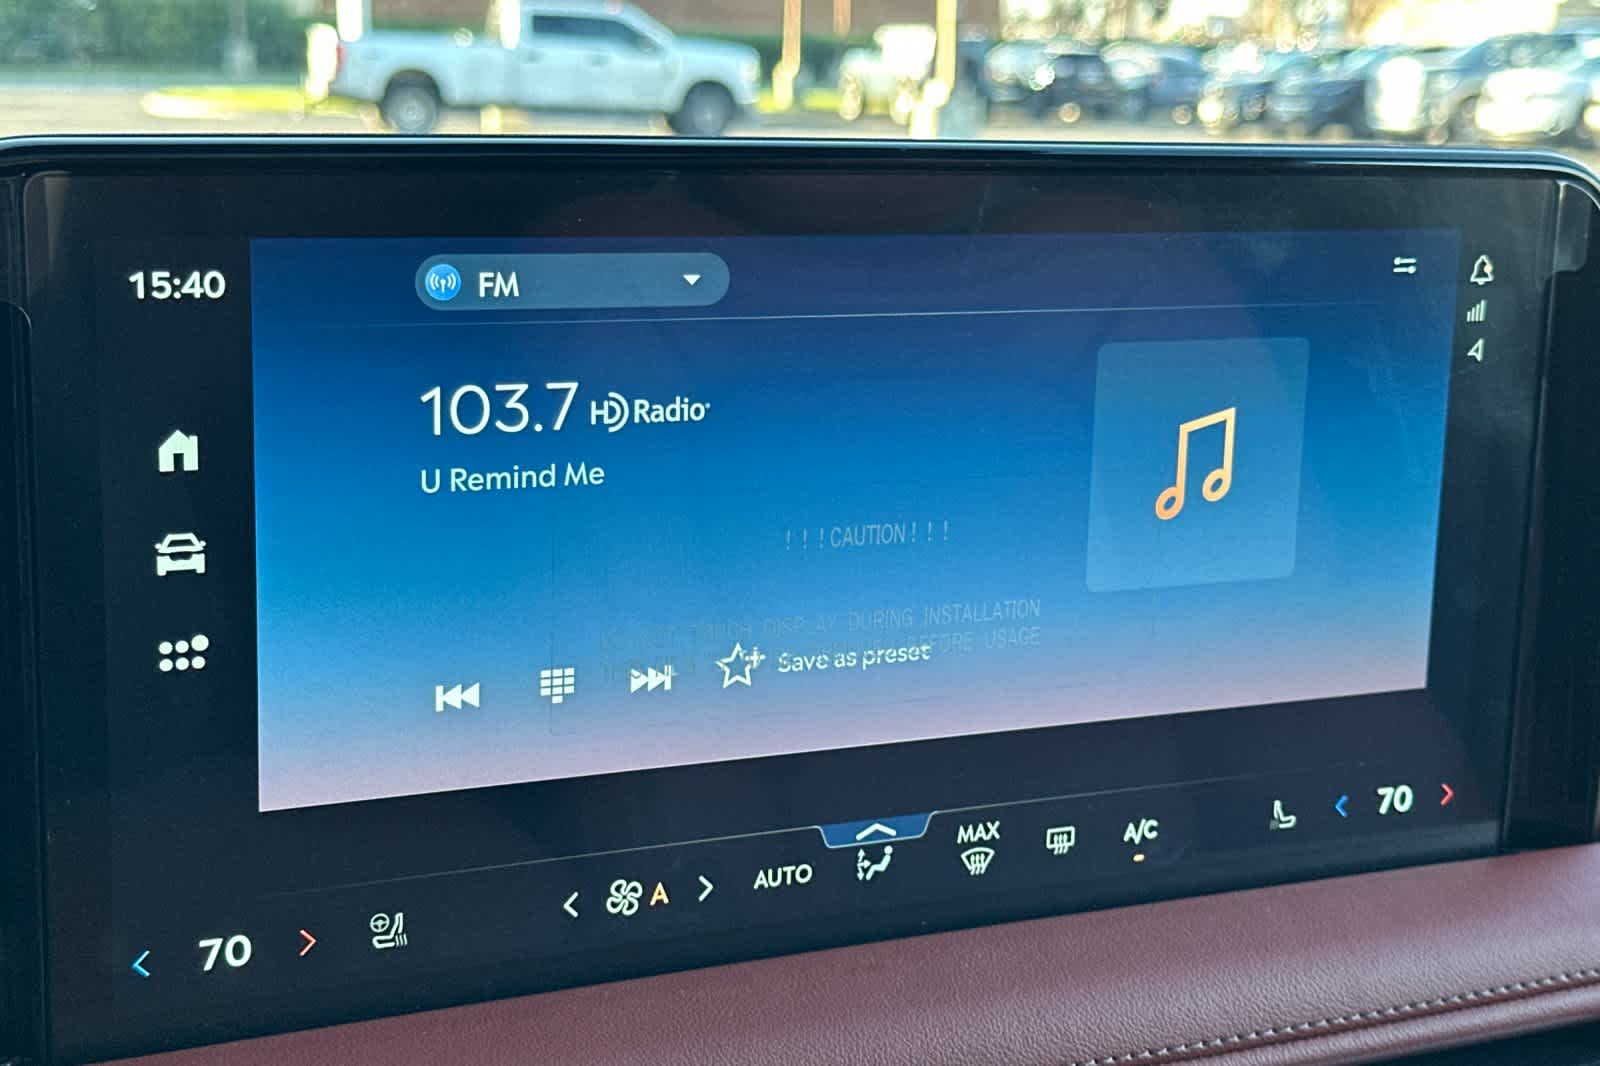 15:40
FM
103.7 HD Radio
U Remind Me
!!!CAUTION!!!
DISPLAY DURING INSTALLATION
BEFORE USAGE
Save as preset
70
A
AUTO
MAX
A/C
70